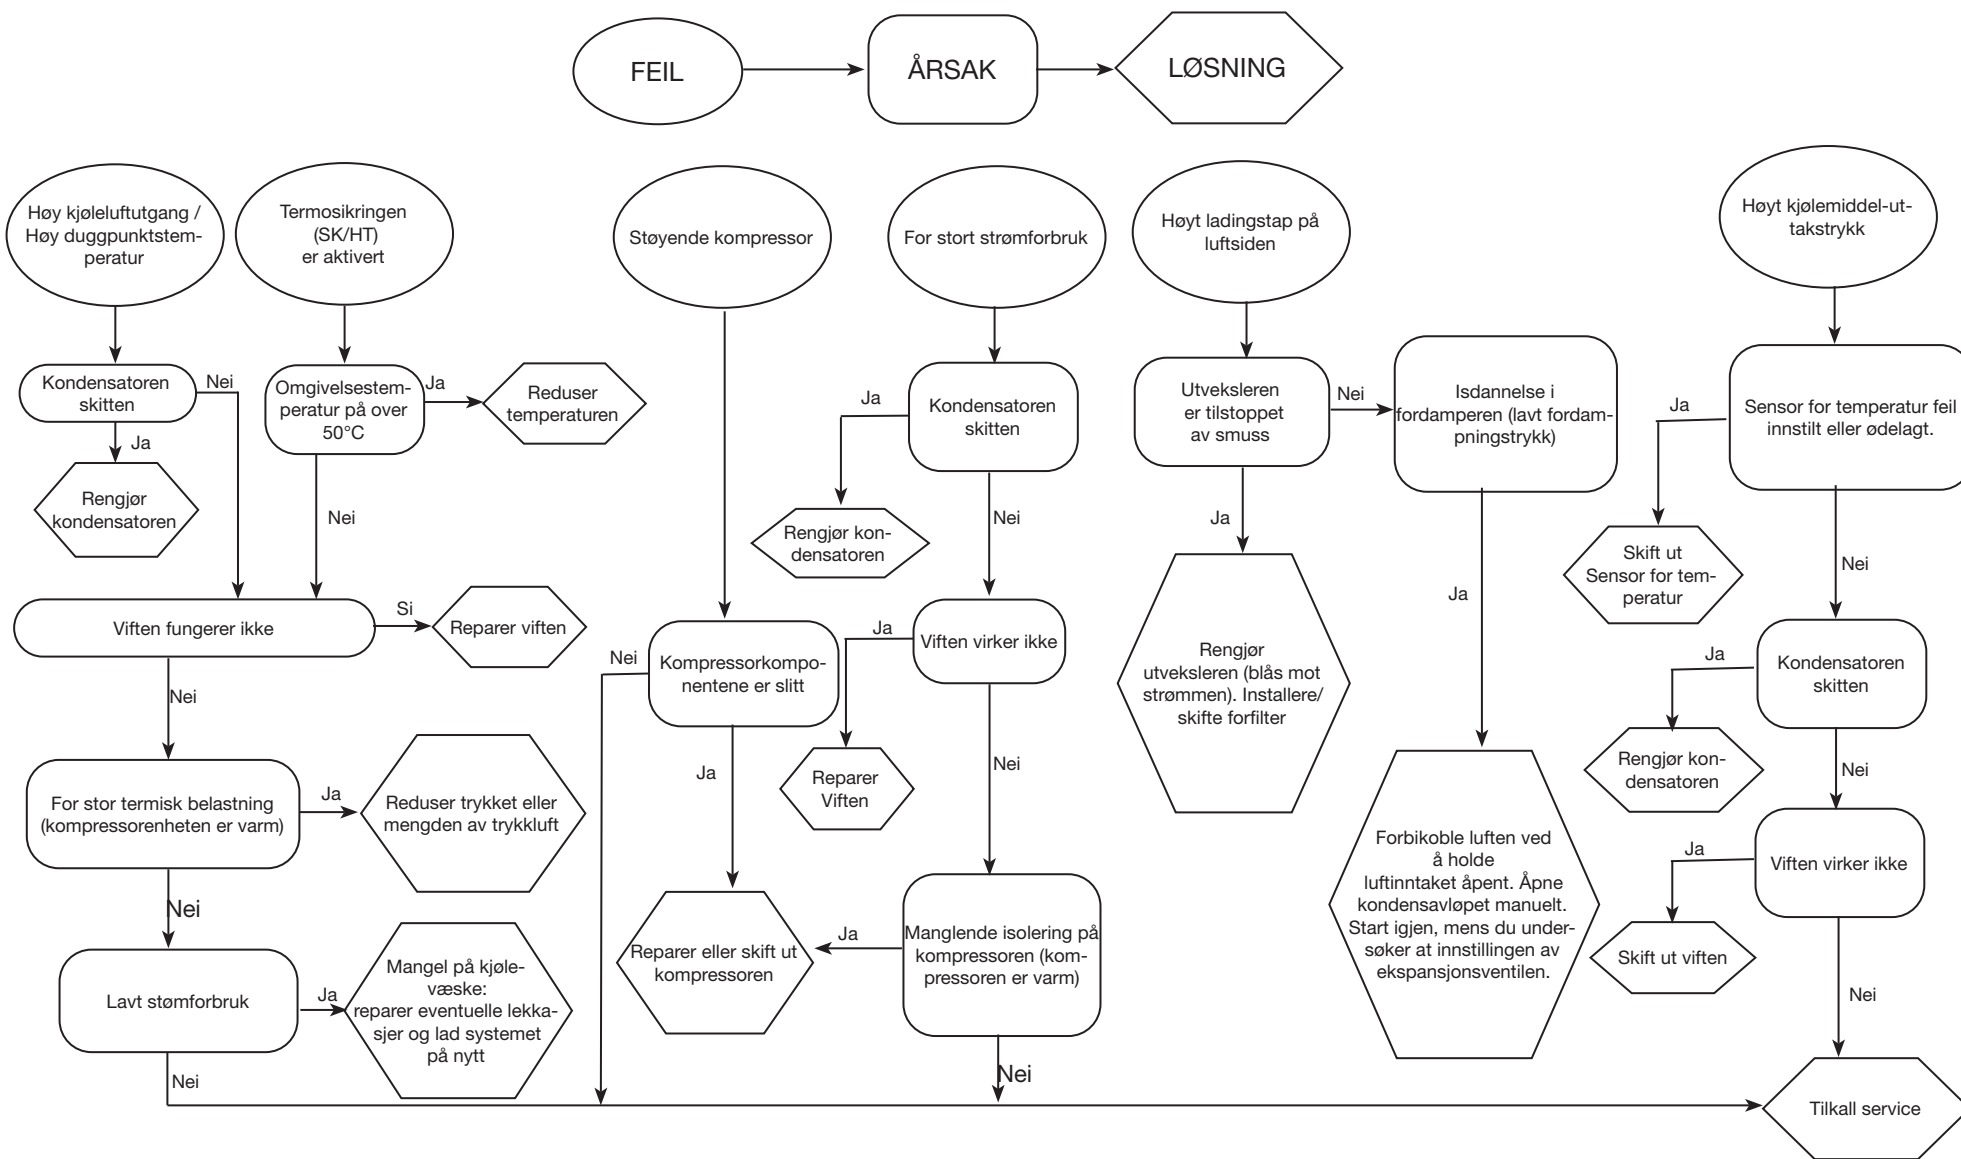 FEIL
ÅRSAK
LØSNING
Høy kjøleluftutgang /
Høy duggpunktstem-
peratur
Termosikringen
(SK/HT)
er aktivert
Støyende kompressor
For stort strømforbruk
Høyt ladingstap på
luftsiden
Høyt kjølemiddel-ut-
takstrykk
Kondensatoren
skitten
Nei
Ja
Rengjør
kondensatoren
Omgivelsestem-
peratur på over
50°C
Ja
Reduser
temperaturen
Nei
Viften fungerer ikke
Si
Reparer viften
Nei
For stor termisk belastning
(kompressorenheten er varm)
Ja
Reduser trykket eller
mengden av trykkluft
Nei
Lavt stømforbruk
Ja
Mangel på kjøle-
væske:
reparer eventuelle lekka-
sjer og lad systemet
på nytt
Nei
Kompressorkompo-
nentene er slitt
Nei
Ja
Reparer eller skift ut
kompressoren
Kondensatoren
skitten
Ja
Rengjør kon-
densatoren
Nei
Viften virker ikke
Ja
Reparer
Viften
Nei
Manglende isolering på
kompressoren (kom-
pressoren er varm)
Ja
Nei
Utveksleren
er tilstoppet
av smuss
Nei
Ja
Rengjør
utveksleren (blås mot
strømmen). Installere/
skifte forfilter
Isdannelse i
fordamperen (lavt fordam-
pningstrykk)
Ja
Forbikoble luften ved
å holde
luftinntaket åpent. Åpne
kondensavløpet manuelt.
Start igjen, mens du under-
søker at innstillingen av
ekspansjonsventilen.
Sensor for temperatur feil
innstilt eller ødelagt.
Ja
Skift ut
Sensor for tem-
peratur
Nei
Kondensatoren
skitten
Ja
Rengjør kon-
densatoren
Nei
Viften virker ikke
Ja
Skift ut viften
Nei
Tilkall service